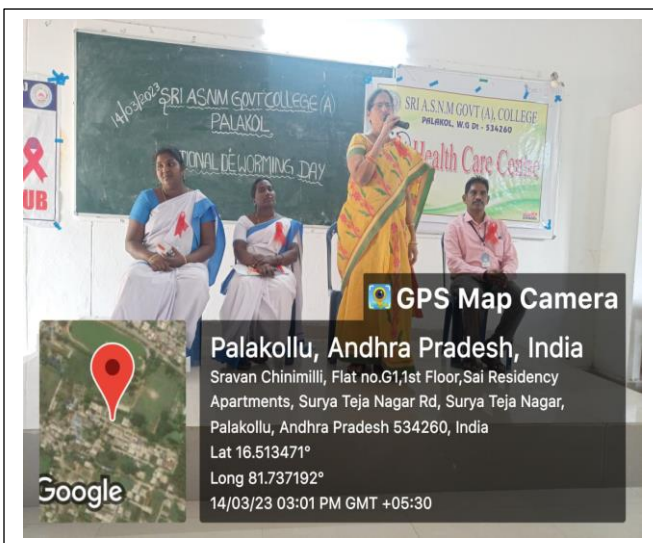 14/03/2023
SRI ASNM GOVT COLLEGE (A)
PALAKOL
DEWORMING DAY
UB
SRI A.S.N.M GOVT (A), COLLEGE
PALAKOL, W.G Dt - 534260
Health Care
GPS Map Camera
Palakollu, Andhra Pradesh, India
Sravan Chinimilli, Flat no.G1,1st Floor,Sai Residency
Apartments, Surya Teja Nagar Rd, Surya Teja Nagar,
Palakollu, Andhra Pradesh 534260, India
Lat 16.513471°
Long 81.737192°
14/03/23 03:01 PM GMT +05:30
Google